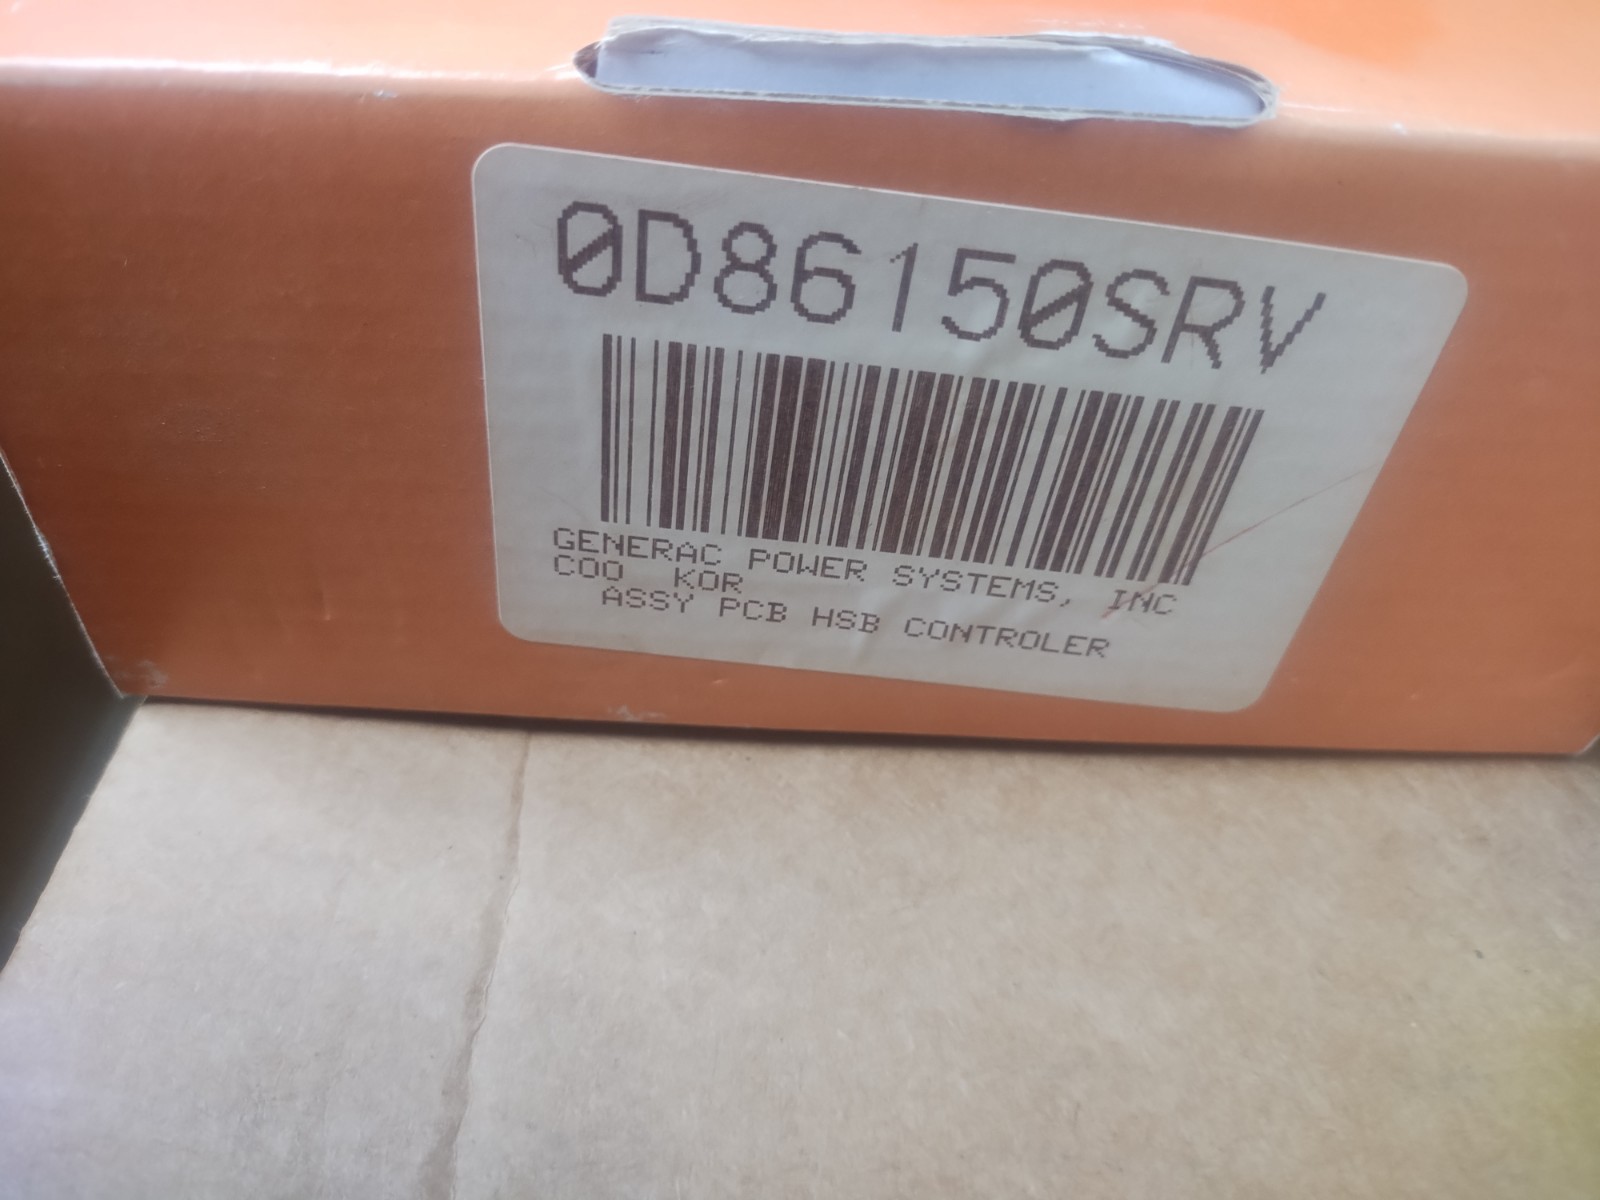 0D86150SRV
GENERAC POWER SYSTEMS, INC
COO KOR
ASSY PCB HSB CONTROLER